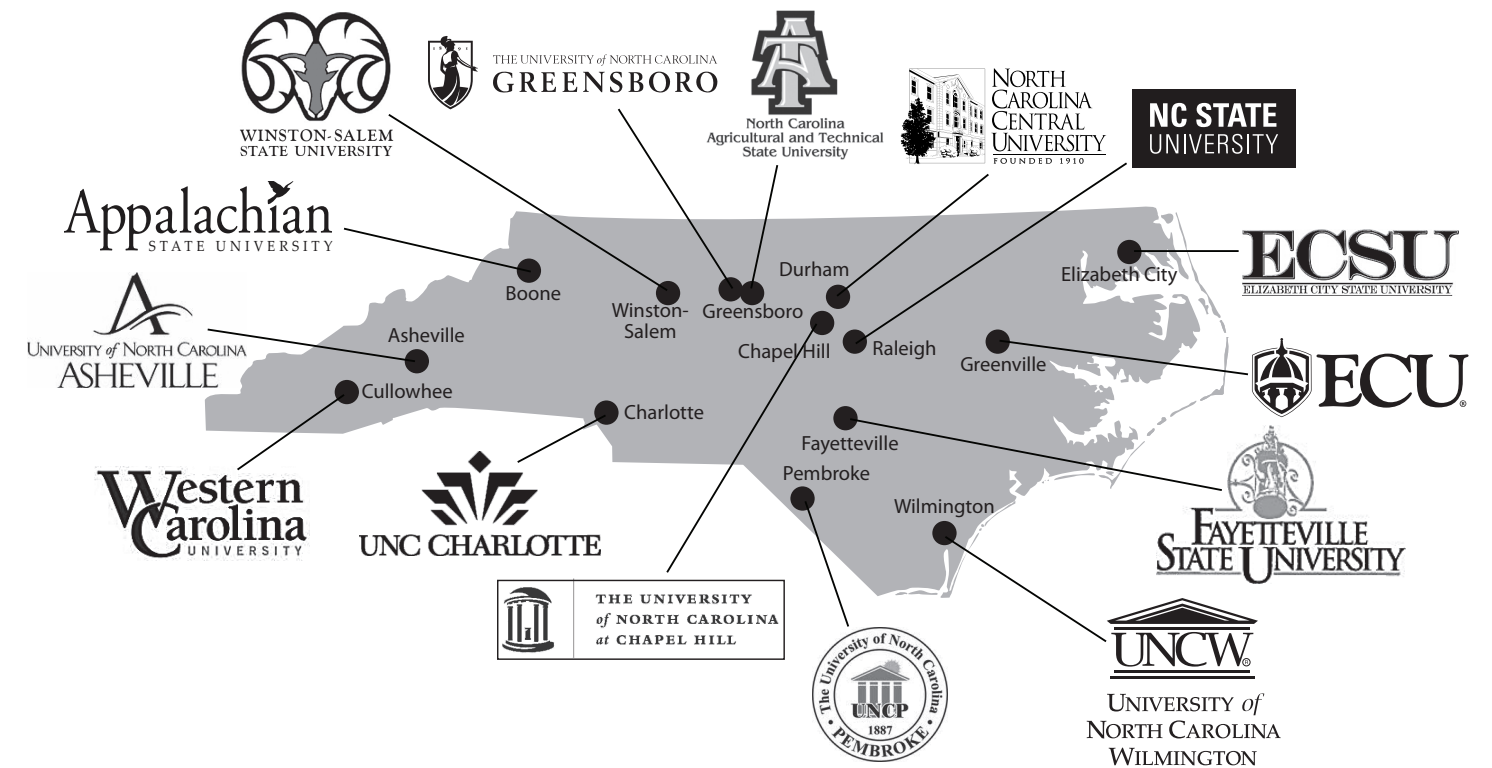 WINSTON-SALEM
STATE UNIVERSITY
THE UNIVERSITY of NORTH CAROLINA
GREENSBORO
North Carolina
Agricultural and Technical
State University
NORTH
CAROLINA
CENTRAL
UNIVERSITY
FOUNDED 1910
NC STATE
UNIVERSITY
Appalachian
STATE UNIVERSITY
UNIVERSITY of NORTH CAROLINA
ASHEVILLE
Boone
Winston-
Salem
Greensboro
Durham
Chapel Hill
Raleigh
Elizabeth City
ECSU
ELIZABETH CITY STATE UNIVERSITY
Asheville
Cullowhee
Charlotte
Greenville
ECU®
Fayetteville
Pembroke
Wilmington
Western
Carolina
UNIVERSITY
UNC CHARLOTTE
FAYETTEVILLE
STATE UNIVERSITY
THE UNIVERSITY
of NORTH CAROLINA
at CHAPEL HILL
The University of North Carolina
UNCP
1887
• PEMBROKE •
UNCW®
UNIVERSITY of
NORTH CAROLINA
WILMINGTON